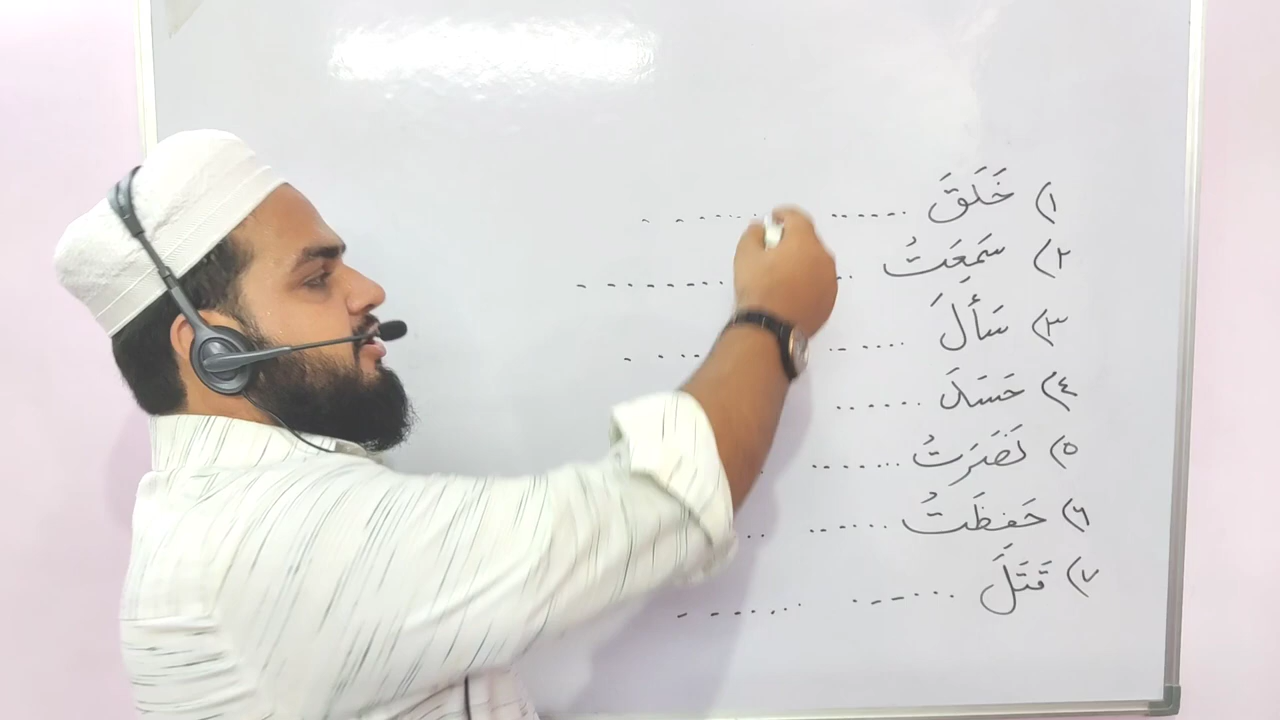 ١) خَلَقَ ...... ......
٢) سَمِعَتْ ...... ......
٣) سَأَلَ ...... ......
٤) حَسَدَ ......
٥) نَصَرَتْ ......
٦) حَفِظَتْ ......
٧) قَتَلَ ...... ......